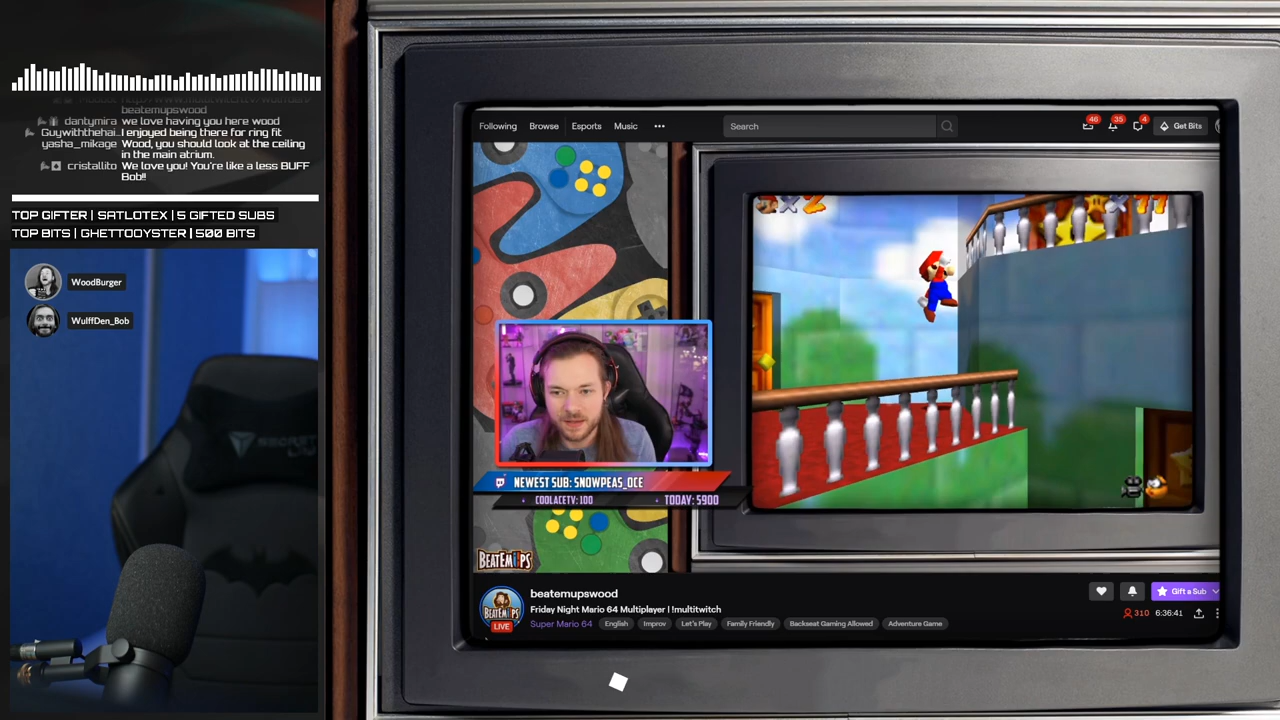 beatemupswood
dantymira we love having you here wood
Guywiththehai.. I enjoyed being there for ring fit
yasha_mikage Wood, you should look at the ceiling
in the main atrium.
cristallito We love you! You're like a less BUFF
Bob!!
TOP GIFTER | SATLOTEX | 5 GIFTED SUBS
TOP BITS | GHETTOOYSTER | 500 BITS
WoodBurger
WulffDen_Bob
Following Browse Esports Music ••• Search 46 35 4 Get Bits
NEWEST SUB: SNOWPEAS_OCE
COOLACETV: 100 TODAY: 5900
BEATEMUPS
beatemupswood
Gift a Sub
Friday Night Mario 64 Multiplayer | !multitwitch
310 6:36:41
LIVE
Super Mario 64 English Improv Let's Play Family Friendly Backseat Gaming Allowed Adventure Game